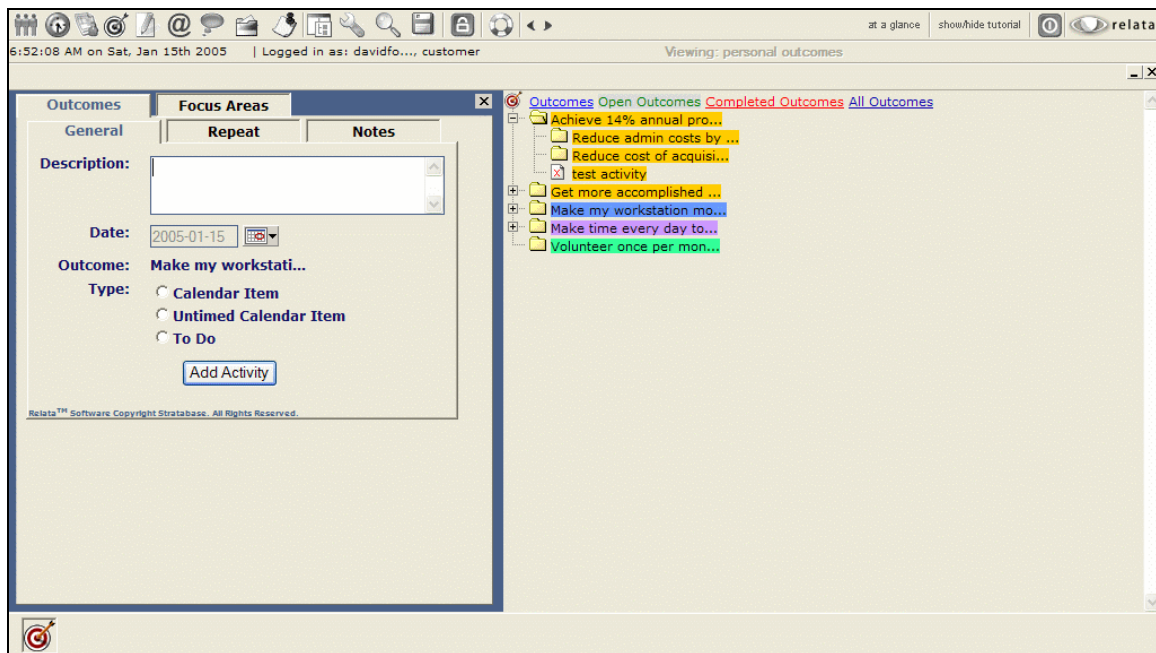 at a glance show/hide tutorial relata
6:52:08 AM on Sat, Jan 15th 2005 | Logged in as: davidfo..., customer Viewing: personal outcomes
Outcomes Focus Areas
General Repeat Notes
Description:
Date: 2005-01-15
Outcome: Make my workstati...
Type: Calendar Item
Untimed Calendar Item
To Do
Add Activity
Relata™ Software Copyright Stratabase. All Rights Reserved.
Outcomes Open Outcomes Completed Outcomes All Outcomes
Achieve 14% annual pro...
Reduce admin costs by ...
Reduce cost of acquisi...
test activity
Get more accomplished ...
Make my workstation mo...
Make time every day to...
Volunteer once per mon...